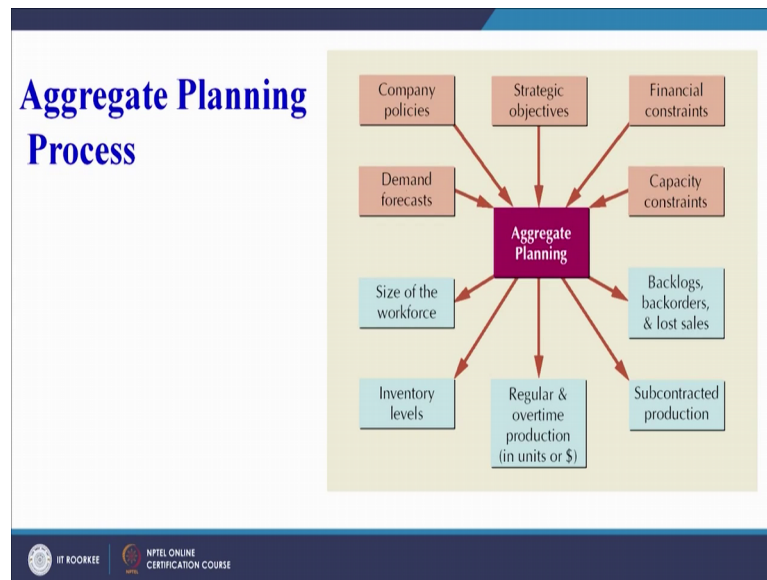 Aggregate Planning
Process
Company
policies
Strategic
objectives
Financial
constraints
Demand
forecasts
Capacity
constraints
Aggregate
Planning
Size of the
workforce
Backlogs,
backorders,
& lost sales
Inventory
levels
Regular &
overtime
production
(in units or $)
Subcontracted
production
IIT ROORKEE
NPTEL ONLINE
CERTIFICATION COURSE